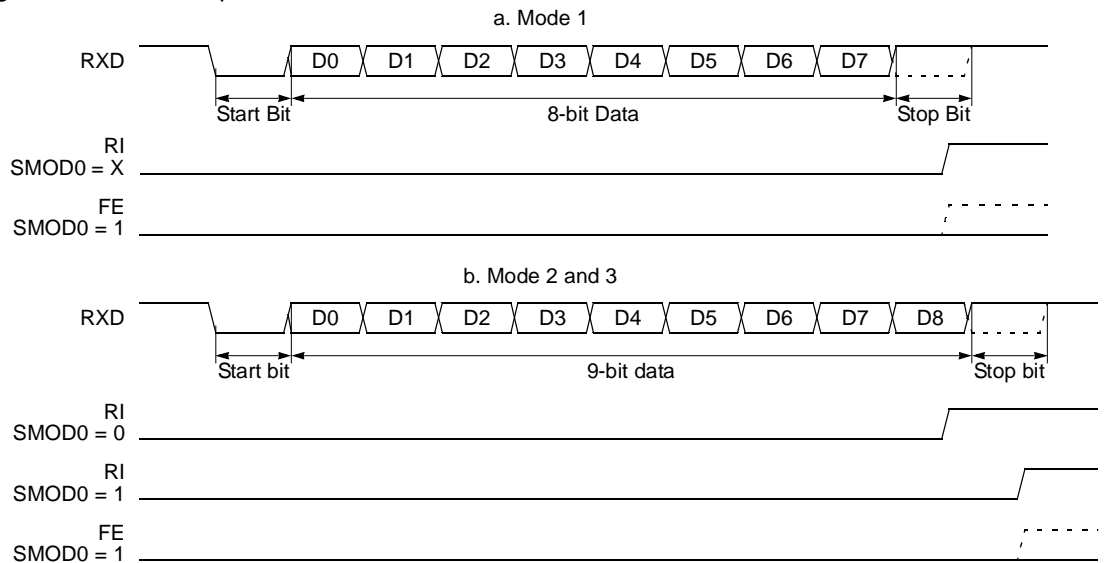 a. Mode 1
RXD D0 D1 D2 D3 D4 D5 D6 D7
Start Bit 8-bit Data Stop Bit
RI
SMOD0 = X
FE
SMOD0 = 1
b. Mode 2 and 3
RXD D0 D1 D2 D3 D4 D5 D6 D7 D8
Start bit 9-bit data Stop bit
RI
SMOD0 = 0
RI
SMOD0 = 1
FE
SMOD0 = 1